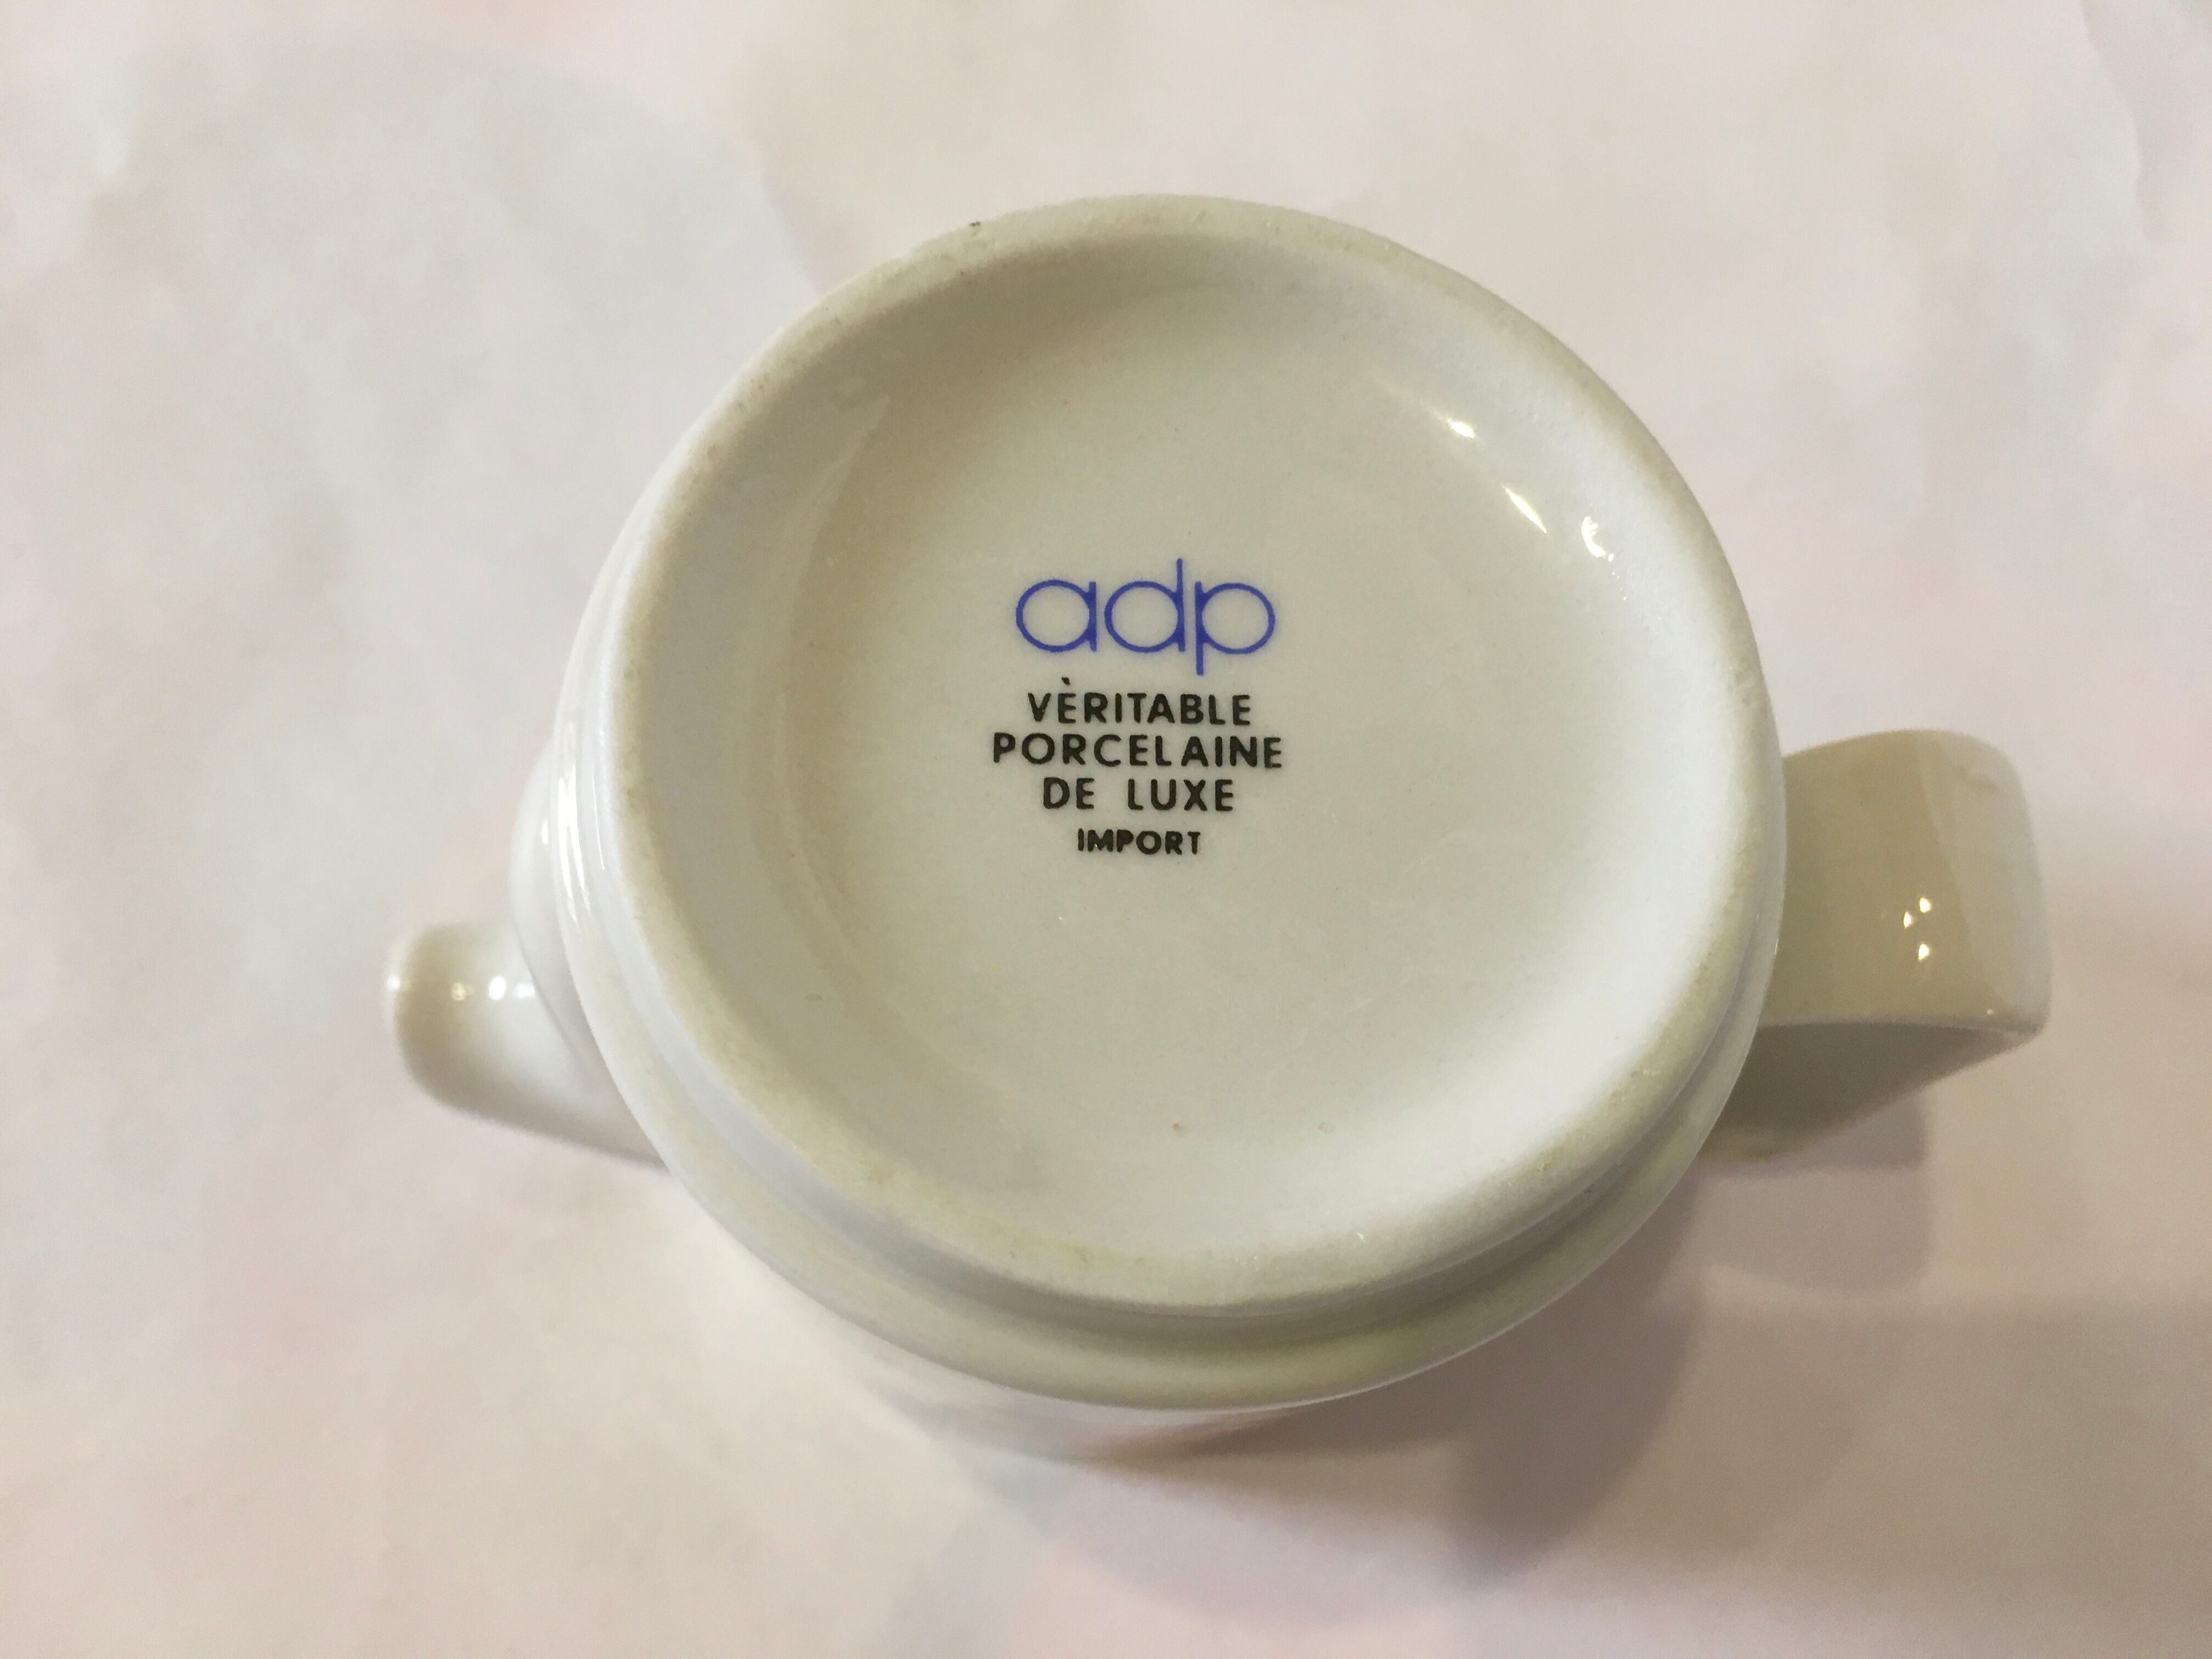 adp
VÈRITABLE
PORCELAINE
DE LUXE
IMPORT